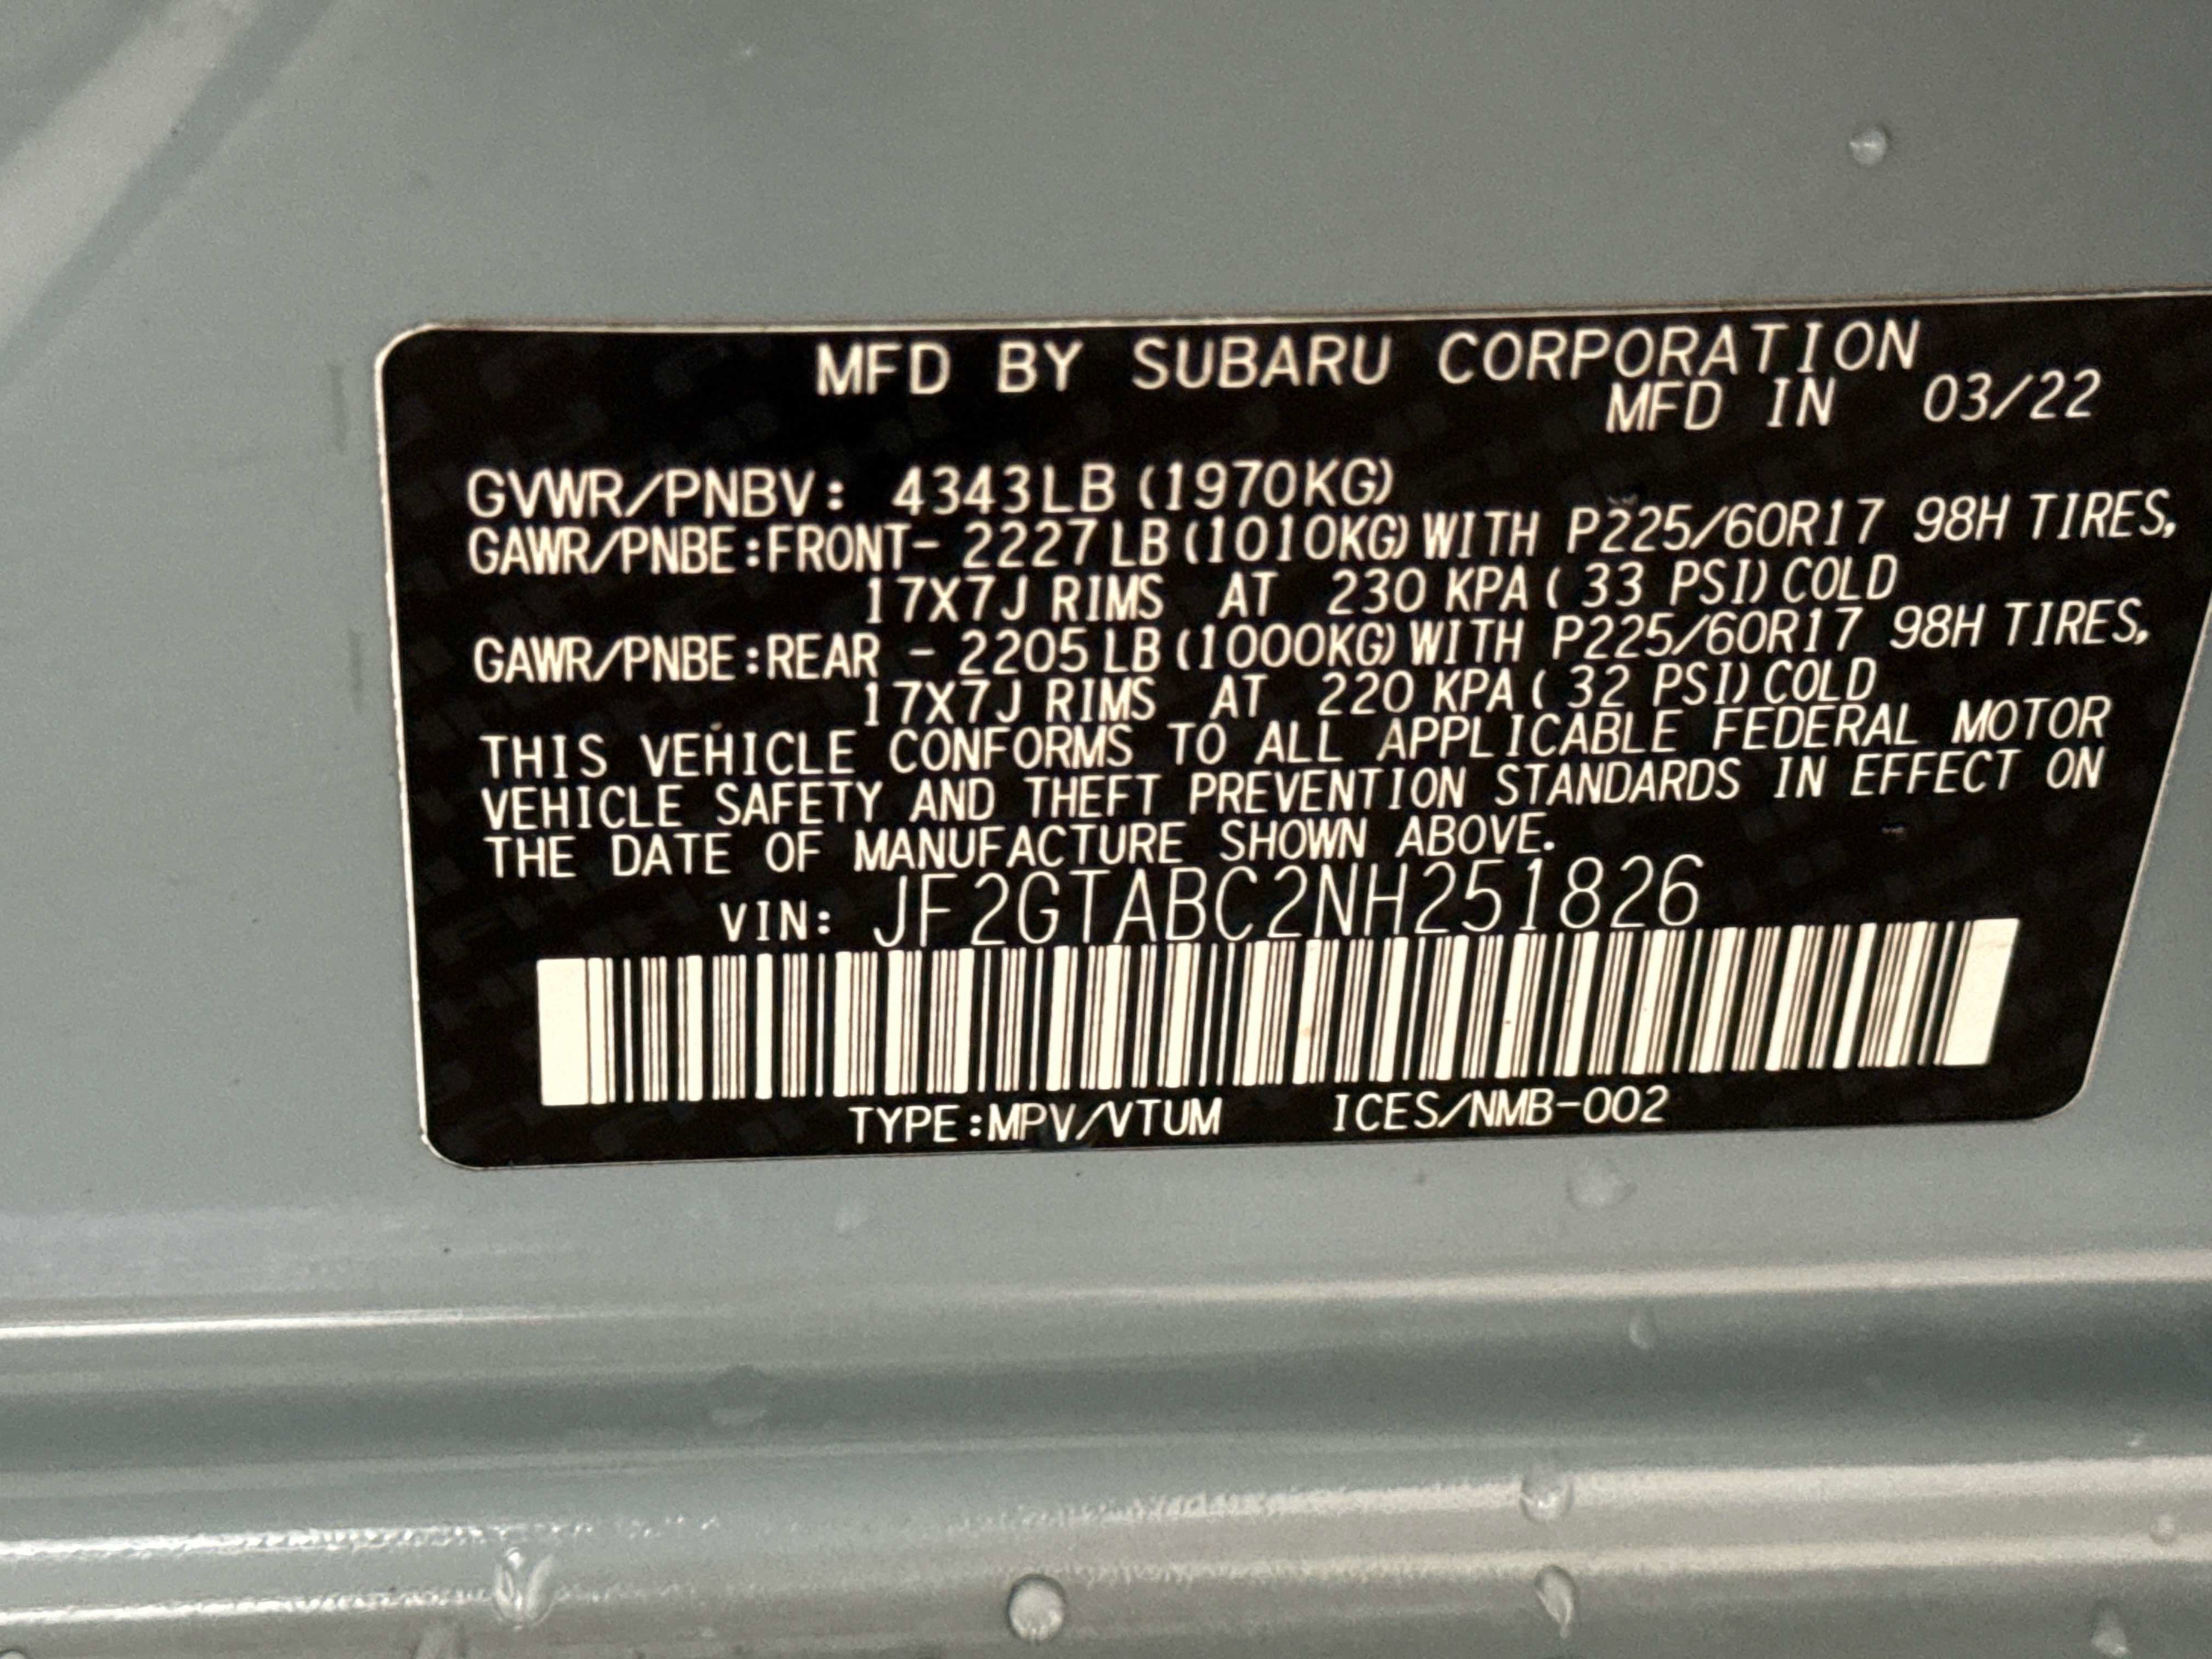 MFD BY SUBARU CORPORATION
MFD IN 03/22
GVWR/PNBV: 4343LB (1970KG)
GAWR/PNBE:FRONT- 2227LB (1010KG) WITH P225/60R17 98H TIRES,
17X7J RIMS AT 230 KPA ( 33 PSI) COLD
GAWR/PNBE:REAR - 2205LB (1000KG) WITH P225/60R17 98H TIRES,
17X7J RIMS AT 220 KPA ( 32 PSI) COLD
THIS VEHICLE CONFORMS TO ALL APPLICABLE FEDERAL MOTOR
VEHICLE SAFETY AND THEFT PREVENTION STANDARDS IN EFFECT ON
THE DATE OF MANUFACTURE SHOWN ABOVE.
VIN: JF2GTABC2NH251826
TYPE:MPV/VTUM ICES/NMB-002